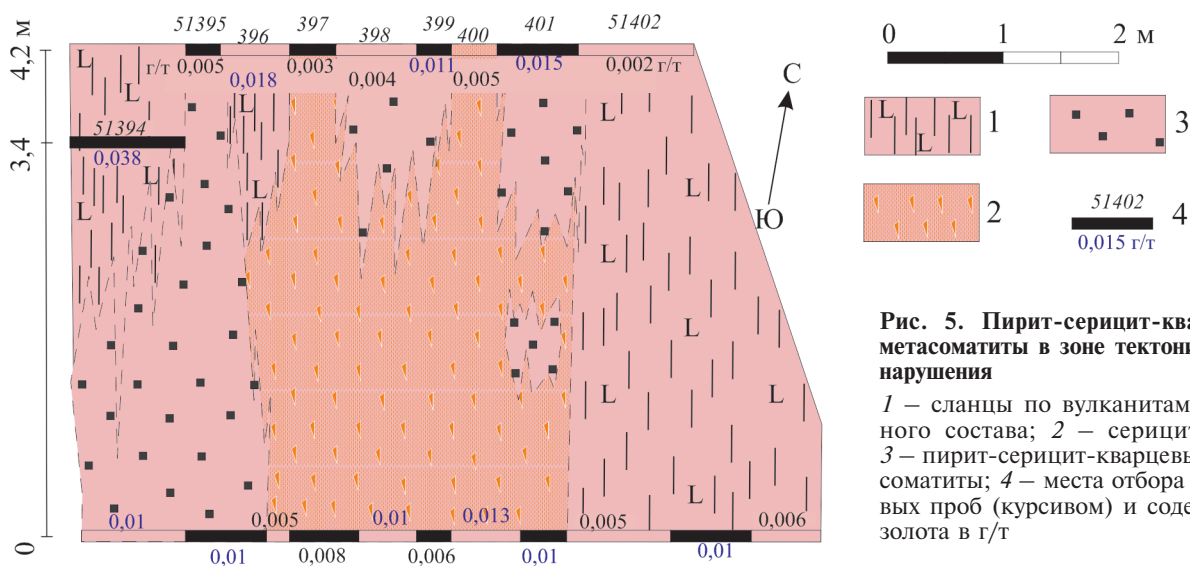 51395 397 399 401 51402
396 398 400
4,2 м
L
г/т 0,005 0,003 0,011 0,015 0,002 г/т
0,018 0,004 0,005
L L L
51394
3,4
0,038
L L L L
L L
L
L L
L
0,01 0,005 0,01 0,013 0,005 0,006
0
0,01 0,008 0,006 0,01 0,01
С
Ю
0 1 2 м
L L
L
1
3
2
51402
0,015 г/т
4
Рис. 5. Пирит-серицит-ква
метасоматиты в зоне тектони
нарушения
1 – сланцы по вулканитам
ного состава; 2 – серицит
3 – пирит-серицит-кварцевы
соматиты; 4 – места отбора
вых проб (курсивом) и соде
золота в г/т